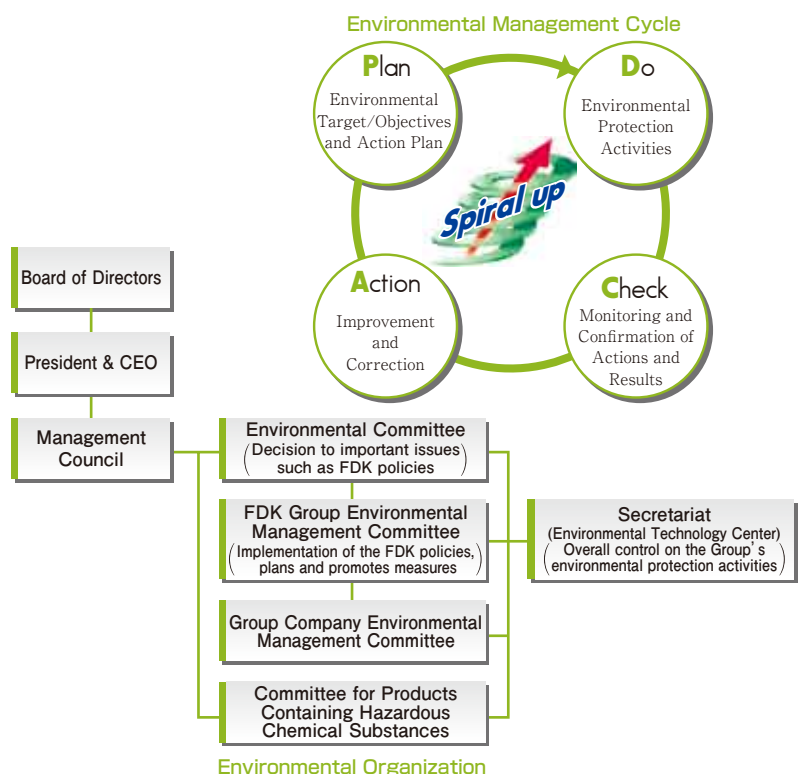 Environmental Management Cycle
Plan
Environmental
Target/Objectives
and Action Plan
Do
Environmental
Protection
Activities
Spiral up
Action
Improvement
and
Correction
Check
Monitoring and
Confirmation of
Actions and
Results
Board of Directors
President & CEO
Management
Council
Environmental Committee
(Decision to important issues
such as FDK policies)
FDK Group Environmental
Management Committee
(Implementation of the FDK policies,
plans and promotes measures)
Group Company Environmental
Management Committee
Committee for Products
Containing Hazardous
Chemical Substances
Secretariat
(Environmental Technology Center)
(Overall control on the Group's
environmental protection activities)
Environmental Organization